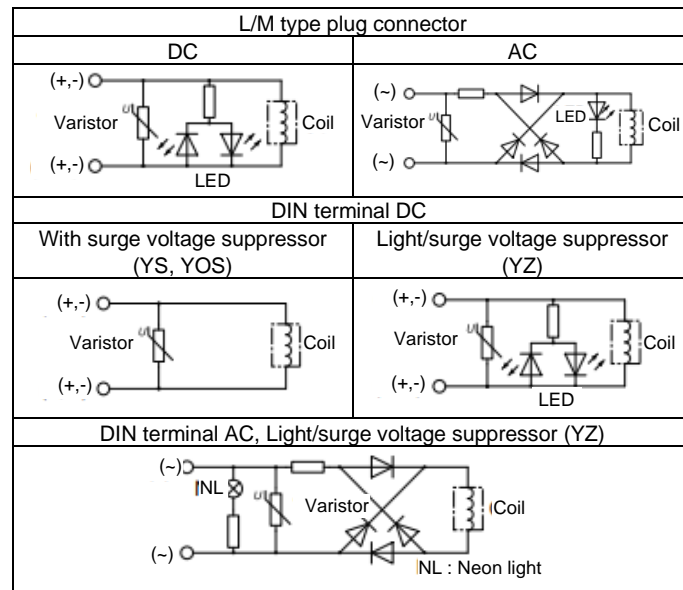 L/M type plug connector
DC
AC
(+,-)
Varistor
U
Coil
(+,-)
LED
(~)
Varistor
U
LED
Coil
(~)
DIN terminal DC
With surge voltage suppressor
(YS, YOS)
Light/surge voltage suppressor
(YZ)
(+,-)
Varistor
U
Coil
(+,-)
(+,-)
Varistor
U
Coil
(+,-)
LED
DIN terminal AC, Light/surge voltage suppressor (YZ)
(~)
NL
U
Varistor
Coil
(~)
NL : Neon light